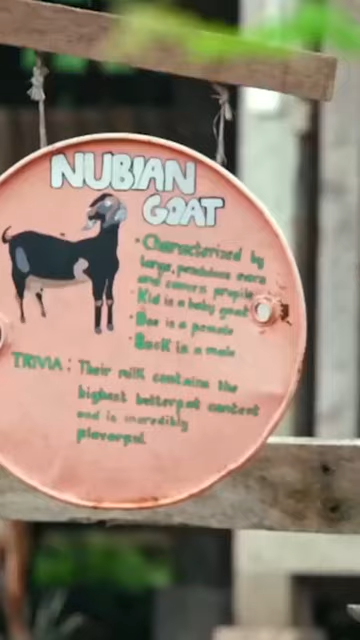 NUBIAN
GOAT
• Characterized by
large, pendulous ears
and convex profile
• Kid is a baby goat
• Doe is a female
• Buck is a male
TRIVIA : Their milk contains the
highest butterfat content
and is incredibly
flavorful.